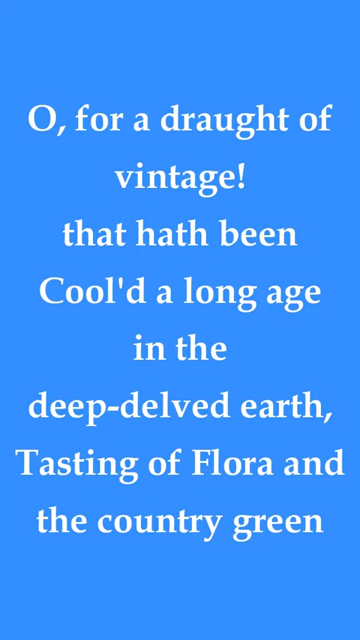 O, for a draught of
vintage!
that hath been
Cool'd a long age
in the
deep-delved earth,
Tasting of Flora and
the country green